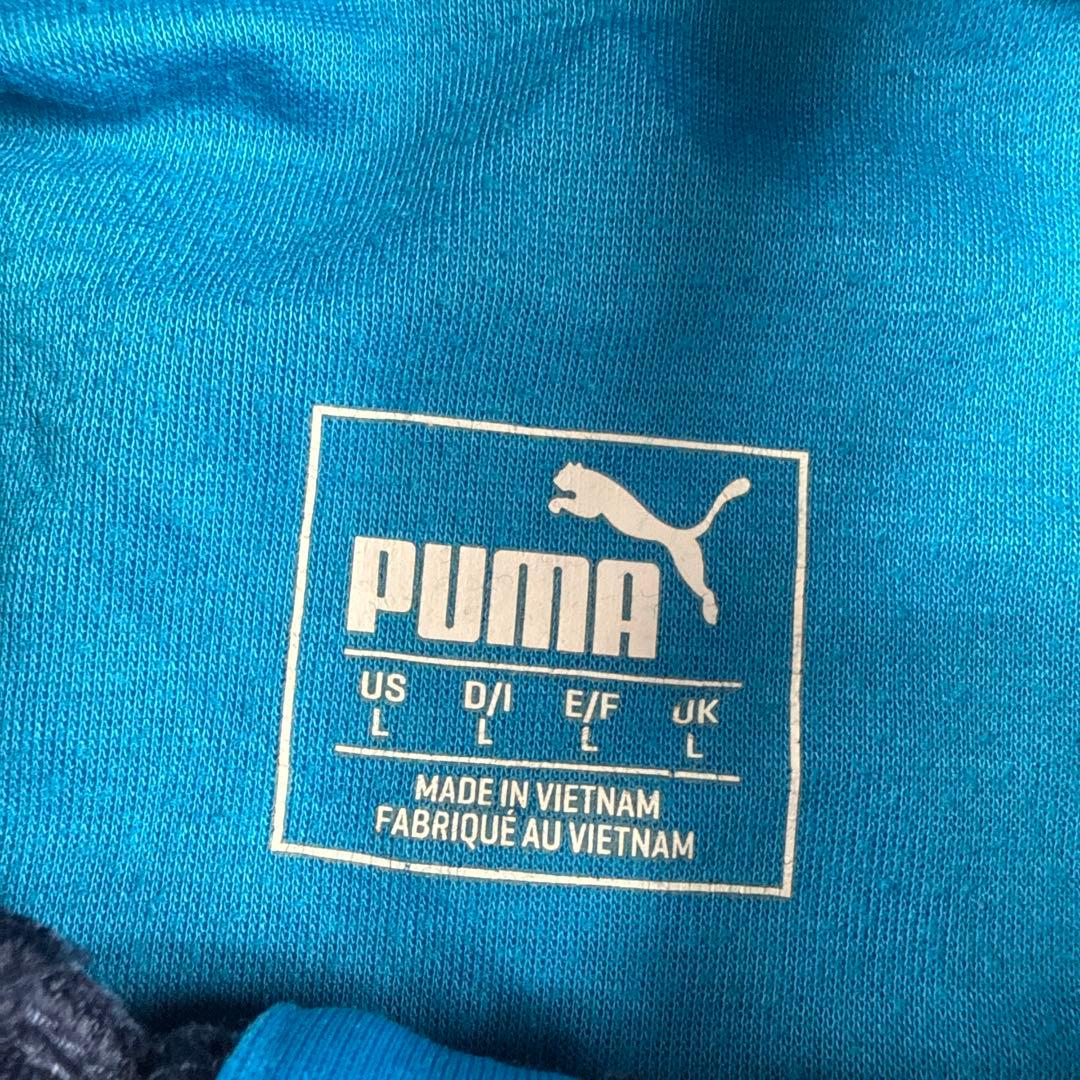 PUMA
US D/I E/F UK
L L L L
MADE IN VIETNAM
FABRIQUÉ AU VIETNAM